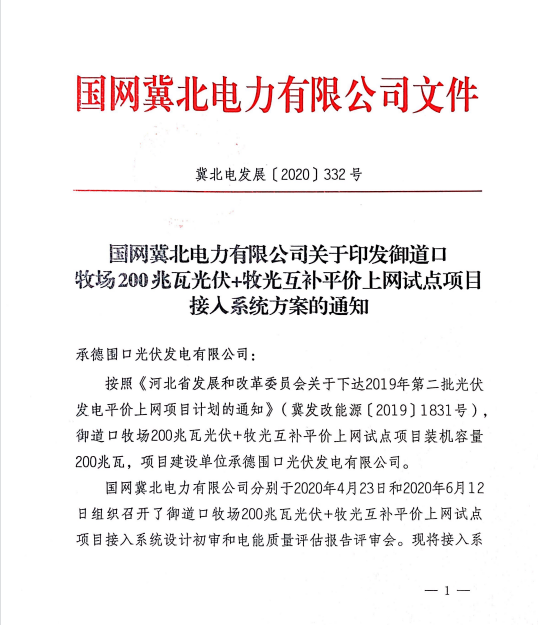 国网冀北电力有限公司文件
冀北电发展〔2020〕332 号
国网冀北电力有限公司关于印发御道口
牧场 200 兆瓦光伏+牧光互补平价上网试点项目
接入系统方案的通知
承德围口光伏发电有限公司：
按照《河北省发展和改革委员会关于下达2019年第二批光伏
发电平价上网项目计划的通知》（冀发改能源〔2019〕1831号），
御道口牧场200兆瓦光伏+牧光互补平价上网试点项目装机容量
200兆瓦，项目建设单位承德围口光伏发电有限公司。
国网冀北电力有限公司分别于2020年4月23日和2020年6月12
日组织召开了御道口牧场200兆瓦光伏+牧光互补平价上网试点
项目接入系统设计初审和电能质量评估报告评审会。现将接入系
— 1 —